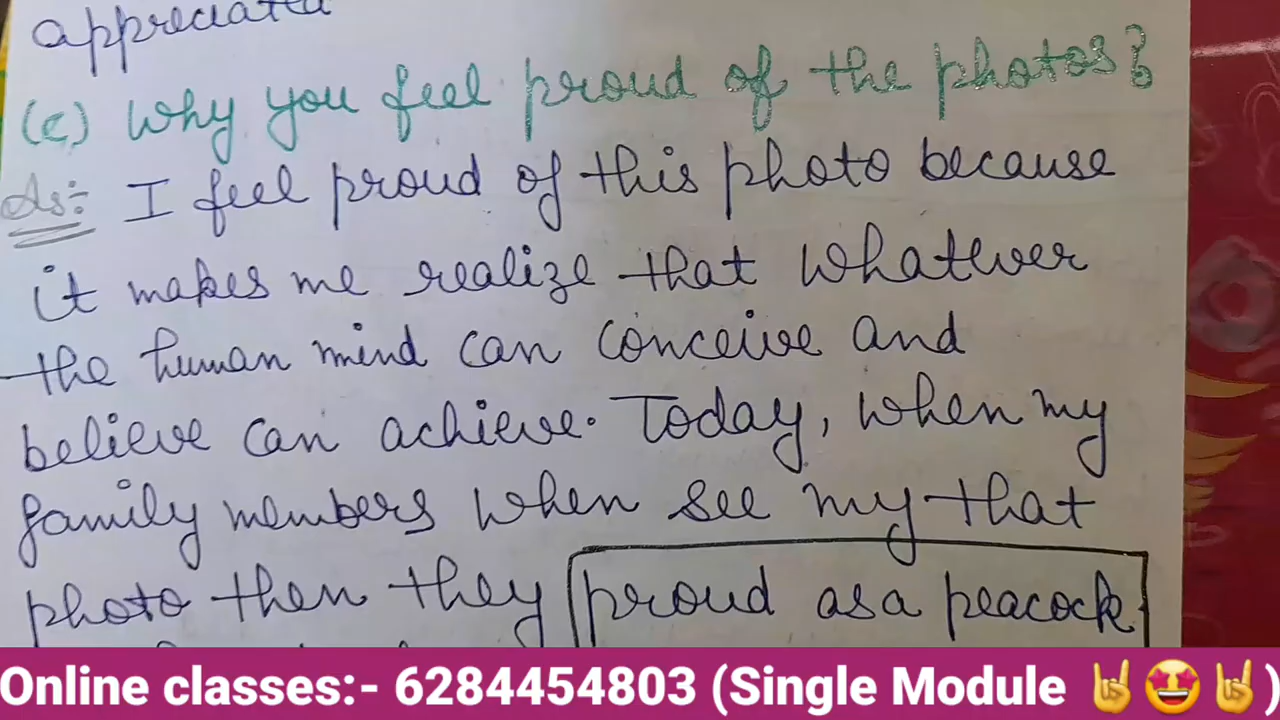 appreciated
(c) Why you feel proud of the photos?
As:- I feel proud of this photo because
it makes me realize that whatever
the human mind can conceive and
believe can achieve. Today, when my
family members when see my that
photo then they proud as a peacock
Online classes:- 6284454803 (Single Module 🤘🤩🤘)